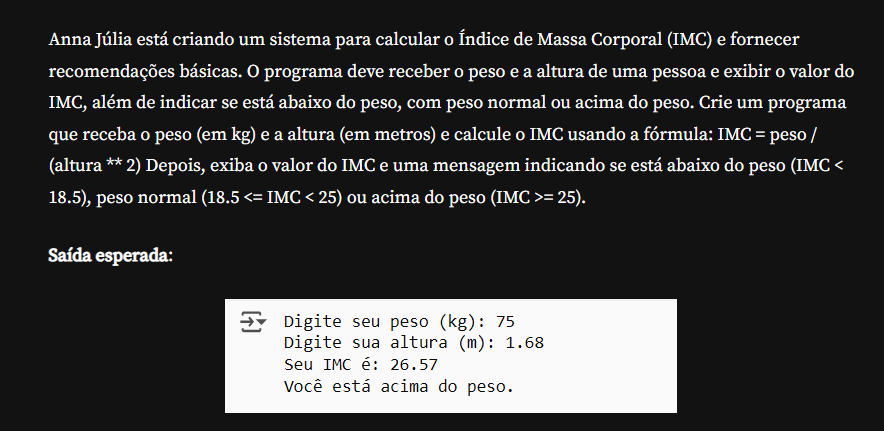 Anna Júlia está criando um sistema para calcular o Índice de Massa Corporal (IMC) e fornecer
recomendações básicas. O programa deve receber o peso e a altura de uma pessoa e exibir o valor do
IMC, além de indicar se está abaixo do peso, com peso normal ou acima do peso. Crie um programa
que receba o peso (em kg) e a altura (em metros) e calcule o IMC usando a fórmula: IMC = peso /
(altura ** 2) Depois, exiba o valor do IMC e uma mensagem indicando se está abaixo do peso (IMC <
18.5), peso normal (18.5 <= IMC < 25) ou acima do peso (IMC >= 25).
Saída esperada:
Digite seu peso (kg): 75
Digite sua altura (m): 1.68
Seu IMC é: 26.57
Você está acima do peso.